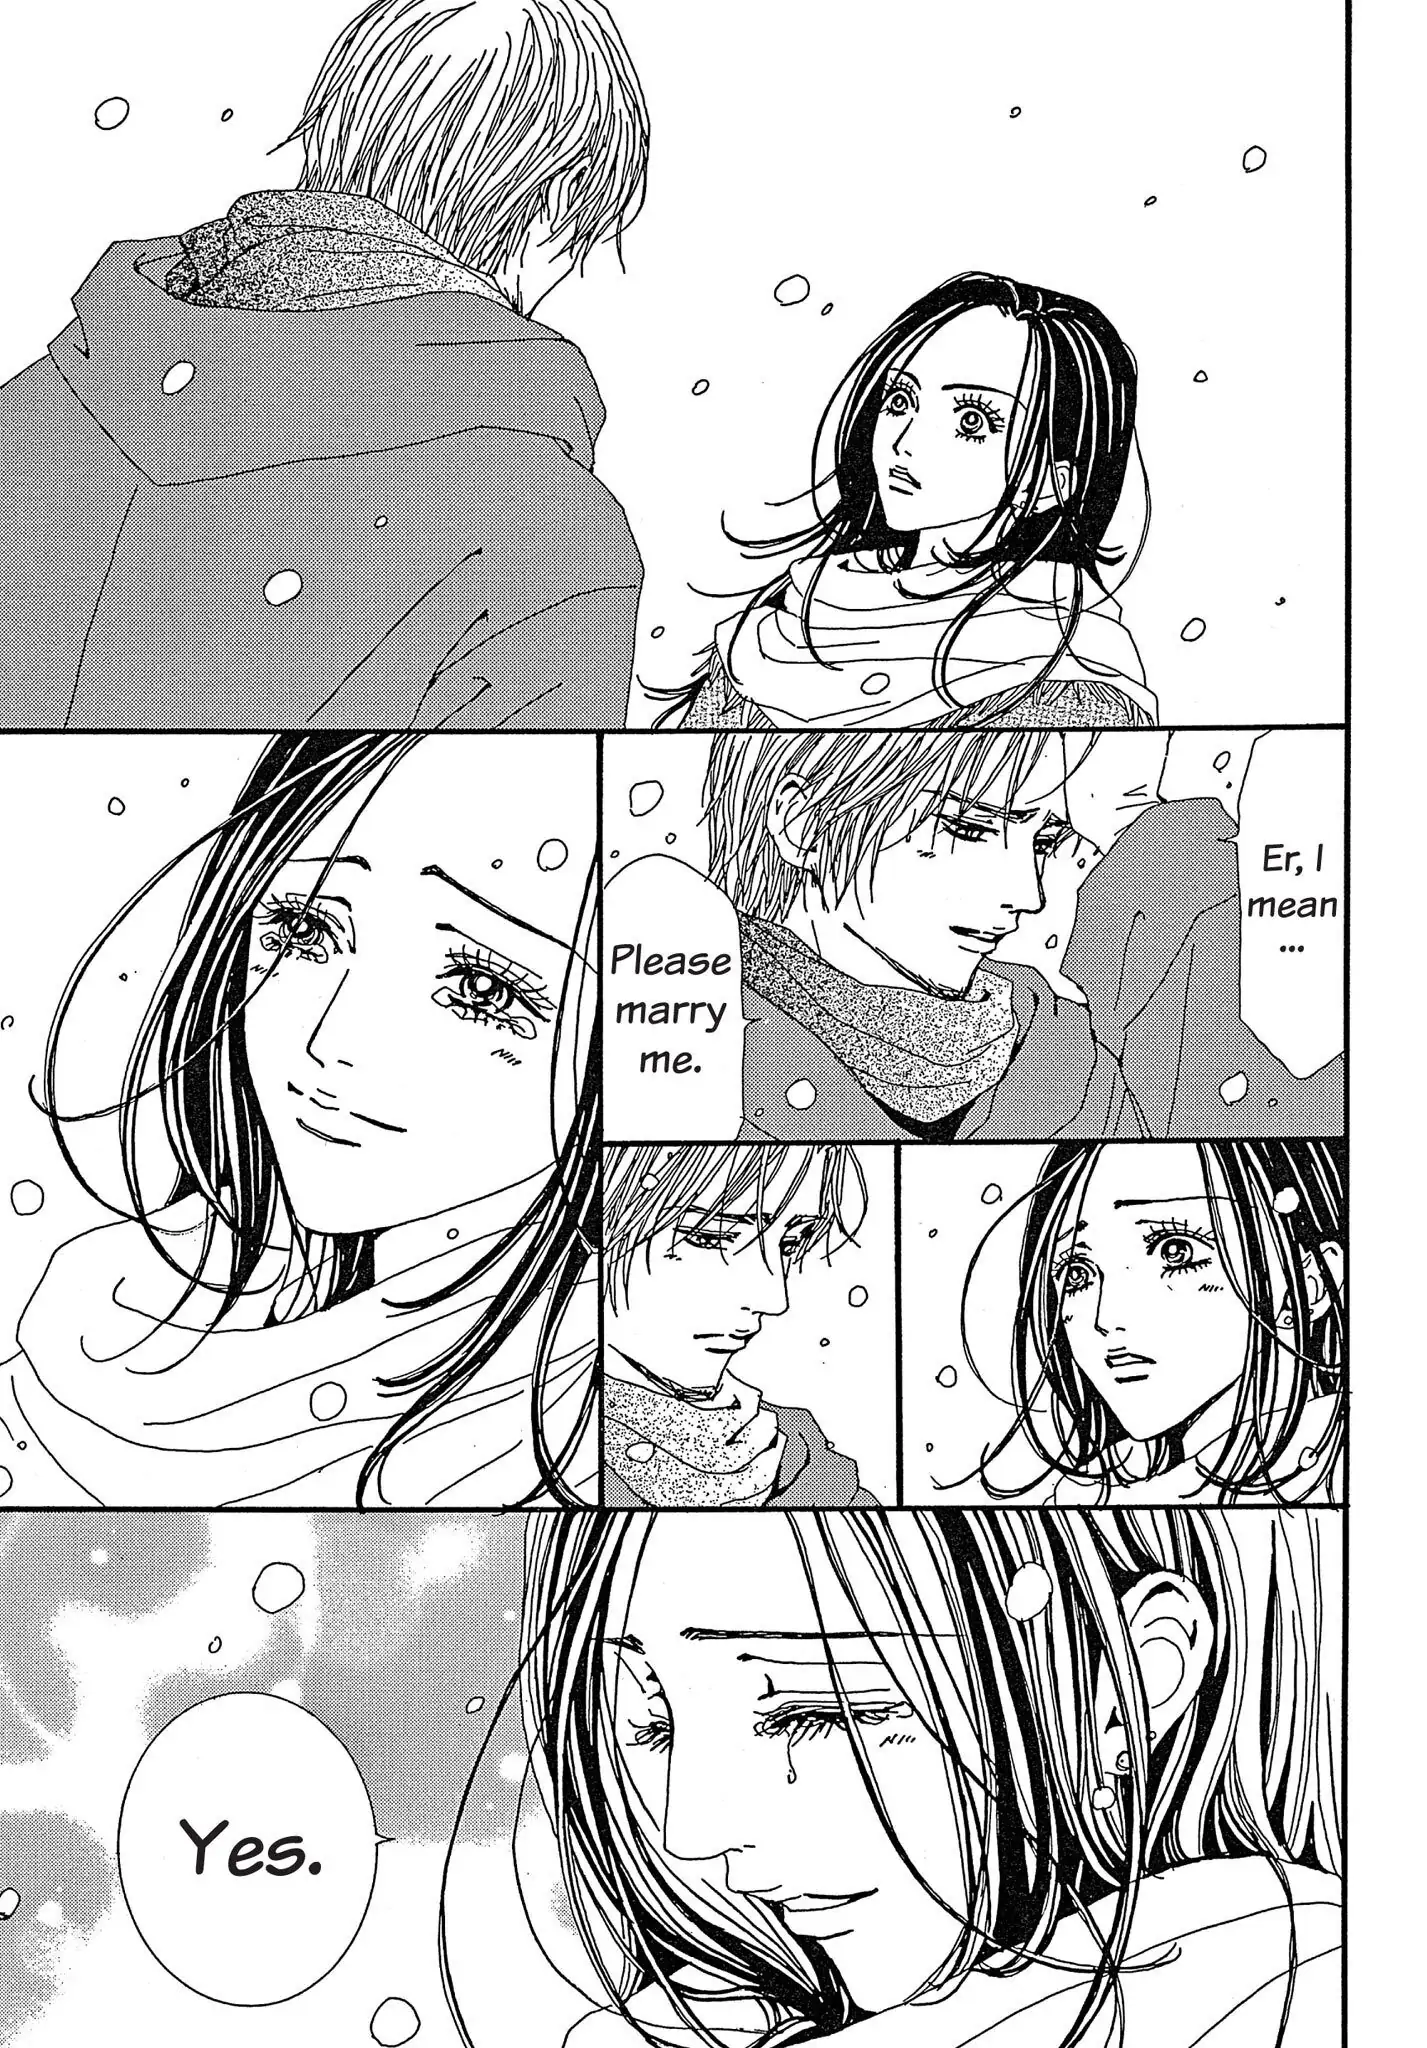 Er, I
mean
...
Please
marry
me.
Yes.